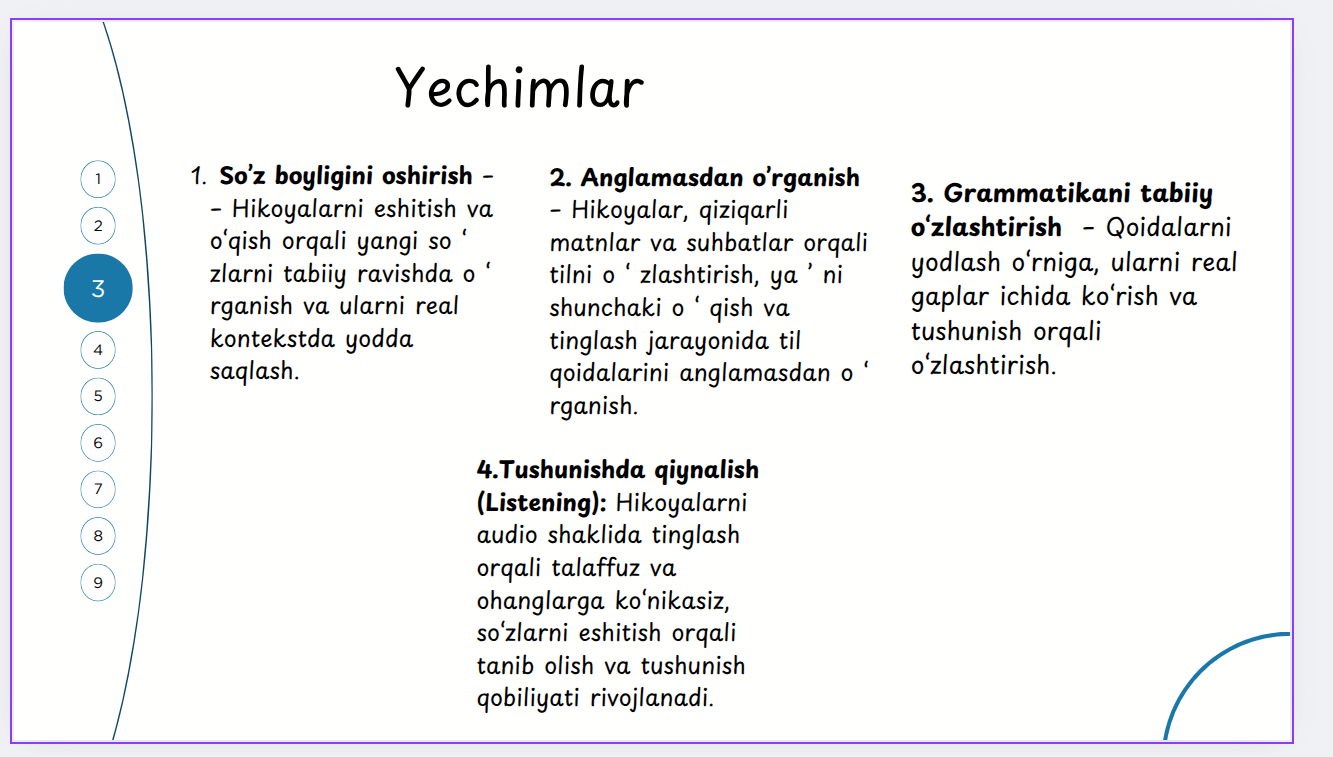 Yechimlar
1
2
3
4
5
6
7
8
9
1. So’z boyligini oshirish –
– Hikoyalarni eshitish va
o‘qish orqali yangi so ‘
zlarni tabiiy ravishda o ‘
rganish va ularni real
kontekstda yodda
saqlash.
2. Anglamasdan o’rganish
– Hikoyalar, qiziqarli
matnlar va suhbatlar orqali
tilni o ‘ zlashtirish, ya ’ ni
shunchaki o ‘ qish va
tinglash jarayonida til
qoidalarini anglamasdan o ‘
rganish.
3. Grammatikani tabiiy
o‘zlashtirish – Qoidalarni
yodlash o‘rniga, ularni real
gaplar ichida ko‘rish va
tushunish orqali
o‘zlashtirish.
4.Tushunishda qiynalish
(Listening): Hikoyalarni
audio shaklida tinglash
orqali talaffuz va
ohanglarga ko‘nikasiz,
so‘zlarni eshitish orqali
tanib olish va tushunish
qobiliyati rivojlanadi.